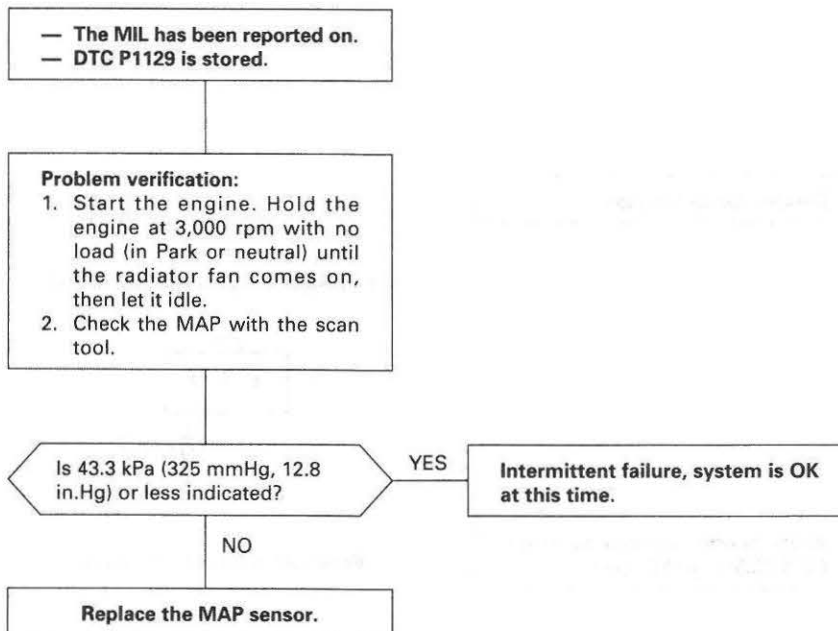 — The MIL has been reported on.
— DTC P1129 is stored.
Problem verification:
1. Start the engine. Hold the
engine at 3,000 rpm with no
load (in Park or neutral) until
the radiator fan comes on,
then let it idle.
2. Check the MAP with the scan
tool.
Is 43.3 kPa (325 mmHg, 12.8
in.Hg) or less indicated?
YES
Intermittent failure, system is OK
at this time.
NO
Replace the MAP sensor.